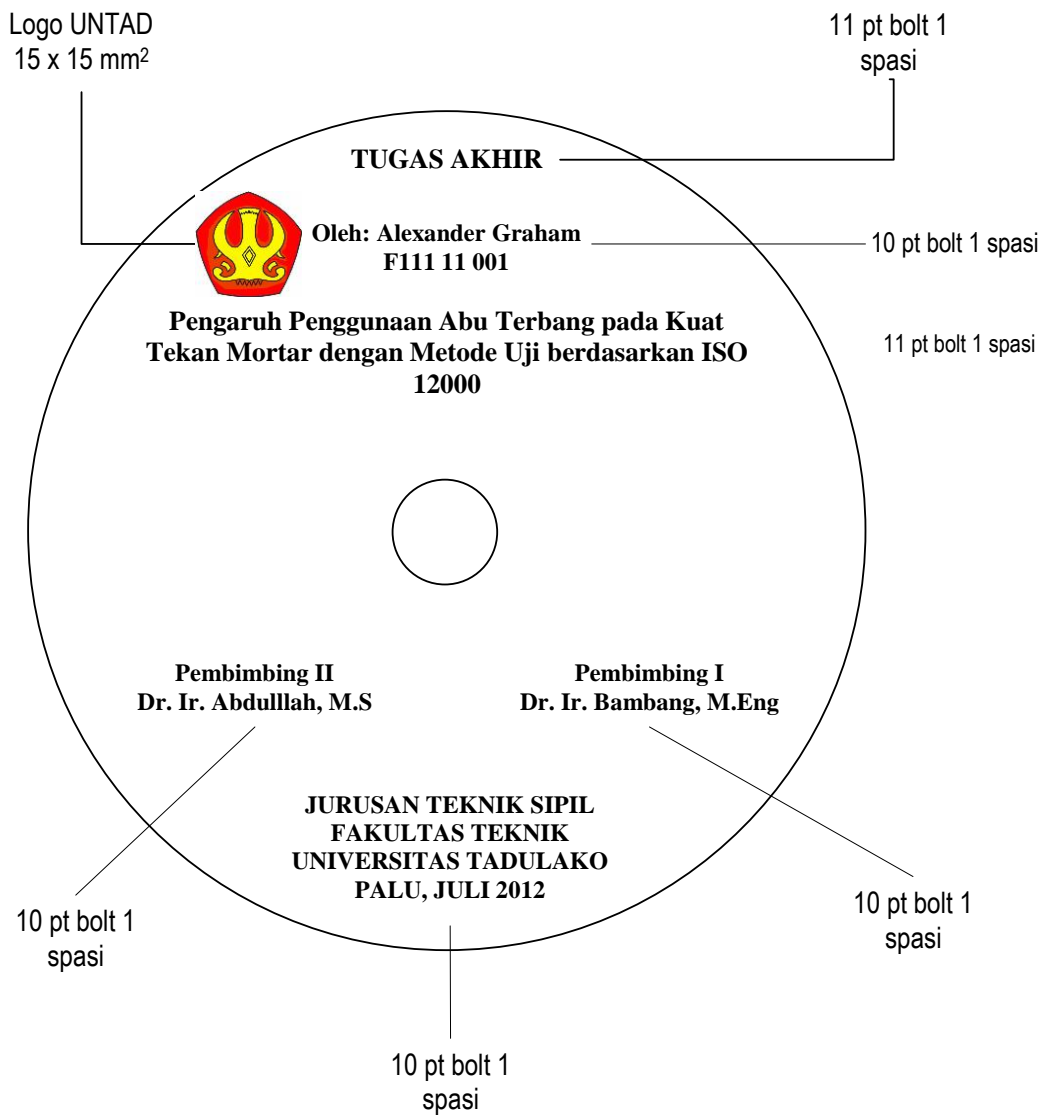 Logo UNTAD
15 x 15 mm²
11 pt bolt 1
spasi
TUGAS AKHIR
Oleh: Alexander Graham
F111 11 001
10 pt bolt 1 spasi
Pengaruh Penggunaan Abu Terbang pada Kuat
Tekan Mortar dengan Metode Uji berdasarkan ISO
12000
11 pt bolt 1 spasi
Pembimbing II
Dr. Ir. Abdulllah, M.S
Pembimbing I
Dr. Ir. Bambang, M.Eng
JURUSAN TEKNIK SIPIL
FAKULTAS TEKNIK
UNIVERSITAS TADULAKO
PALU, JULI 2012
10 pt bolt 1
spasi
10 pt bolt 1
spasi
10 pt bolt 1
spasi